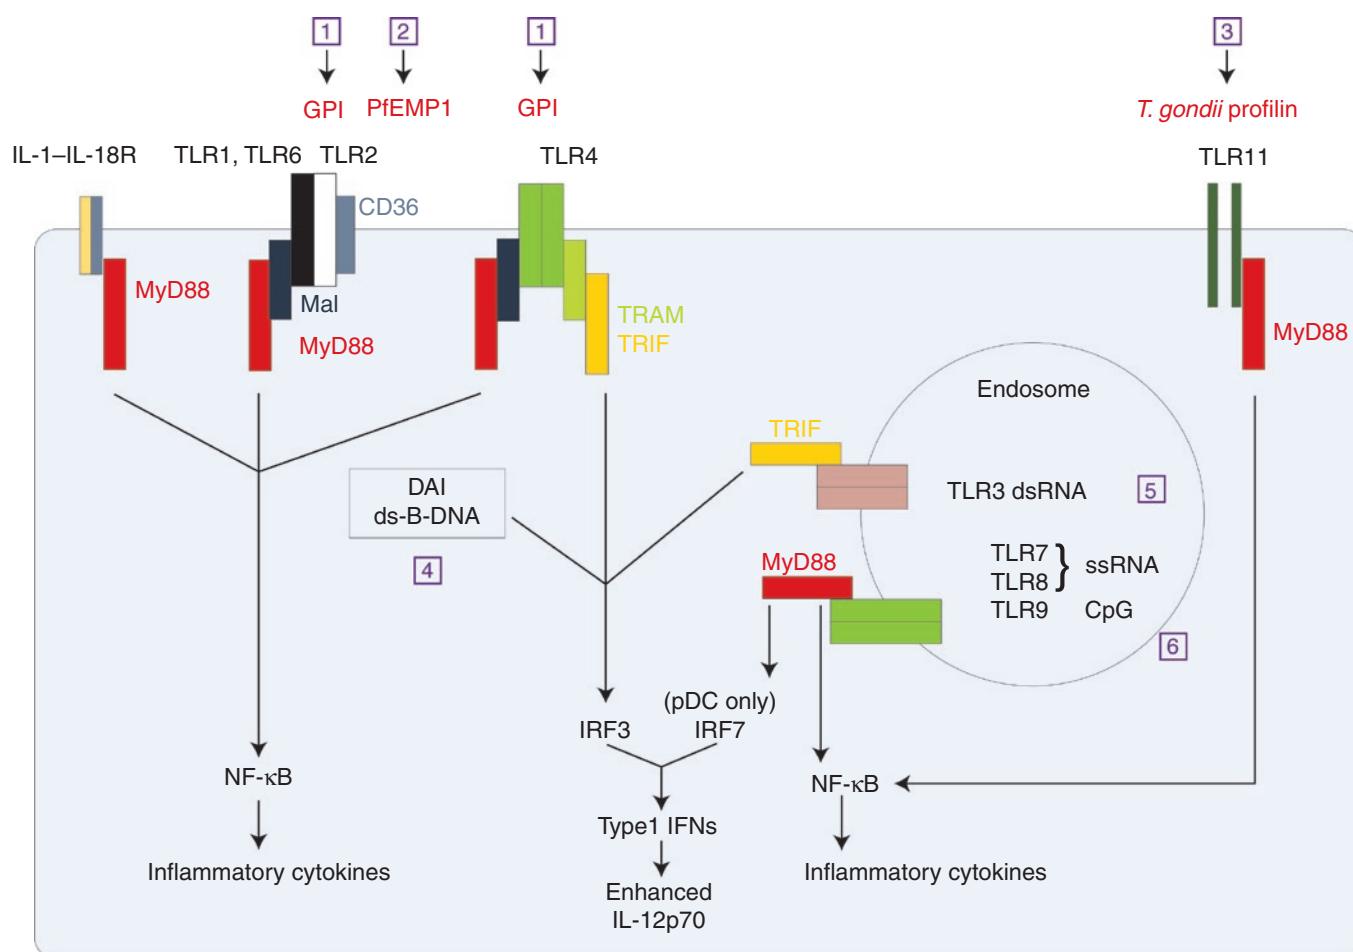 1
2
1
3
GPI
PfEMP1
GPI
T. gondii profilin
IL-1–IL-18R
TLR1, TLR6
TLR2
TLR4
TLR11
CD36
MyD88
Mal
MyD88
TRAM
TRIF
MyD88
Endosome
TRIF
DAI
ds-B-DNA
4
TLR3 dsRNA
5
MyD88
TLR7
TLR8
} ssRNA
TLR9 CpG
6
(pDC only)
IRF3
IRF7
NF-κB
NF-κB
Type1 IFNs
Inflammatory cytokines
Inflammatory cytokines
Enhanced
IL-12p70